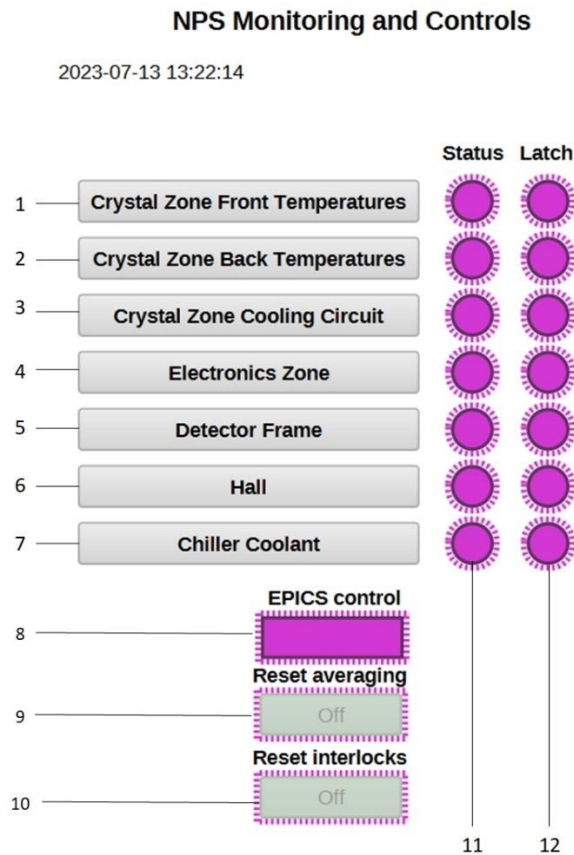 NPS Monitoring and Controls
2023-07-13 13:22:14
Status Latch
1 Crystal Zone Front Temperatures
2 Crystal Zone Back Temperatures
3 Crystal Zone Cooling Circuit
4 Electronics Zone
5 Detector Frame
6 Hall
7 Chiller Coolant
EPICS control
8
Reset averaging
9 Off
Reset interlocks
10 Off
11 12